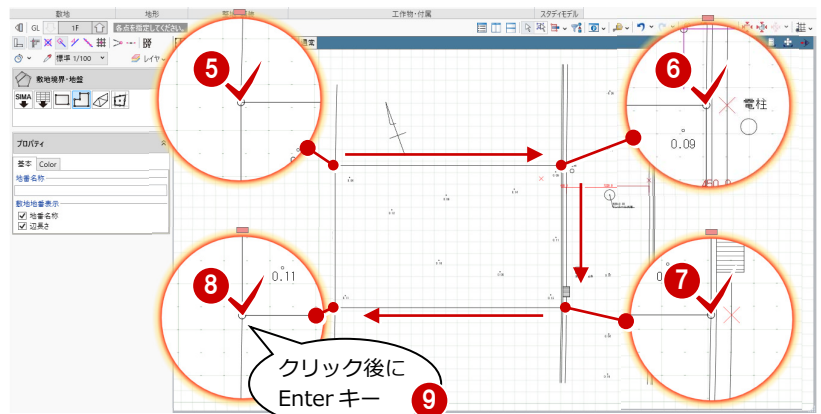 敷地
地形
工作物・付属
スタディモデル
GL
1F
各点を指定してください。
標準 1/100
レイヤ
通常
敷地境界・地盤
SIMA
プロパティ
基本
Color
地番名称
敷地地番表示
地番名称
辺長さ
5
6
電柱
0.09
8
0.11
7
クリック後に
Enter キー
9